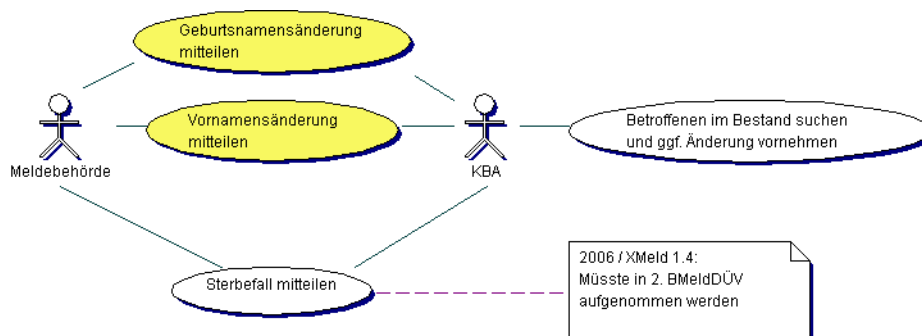 Geburtsnamensänderung
mitteilen
Vornamensänderung
mitteilen
Betroffenen im Bestand suchen
und ggf. Änderung vornehmen
Meldebehörde
KBA
Sterbefall mitteilen
2006 / XMeld 1.4:
Müsste in 2. BMeldDÜV
aufgenommen werden